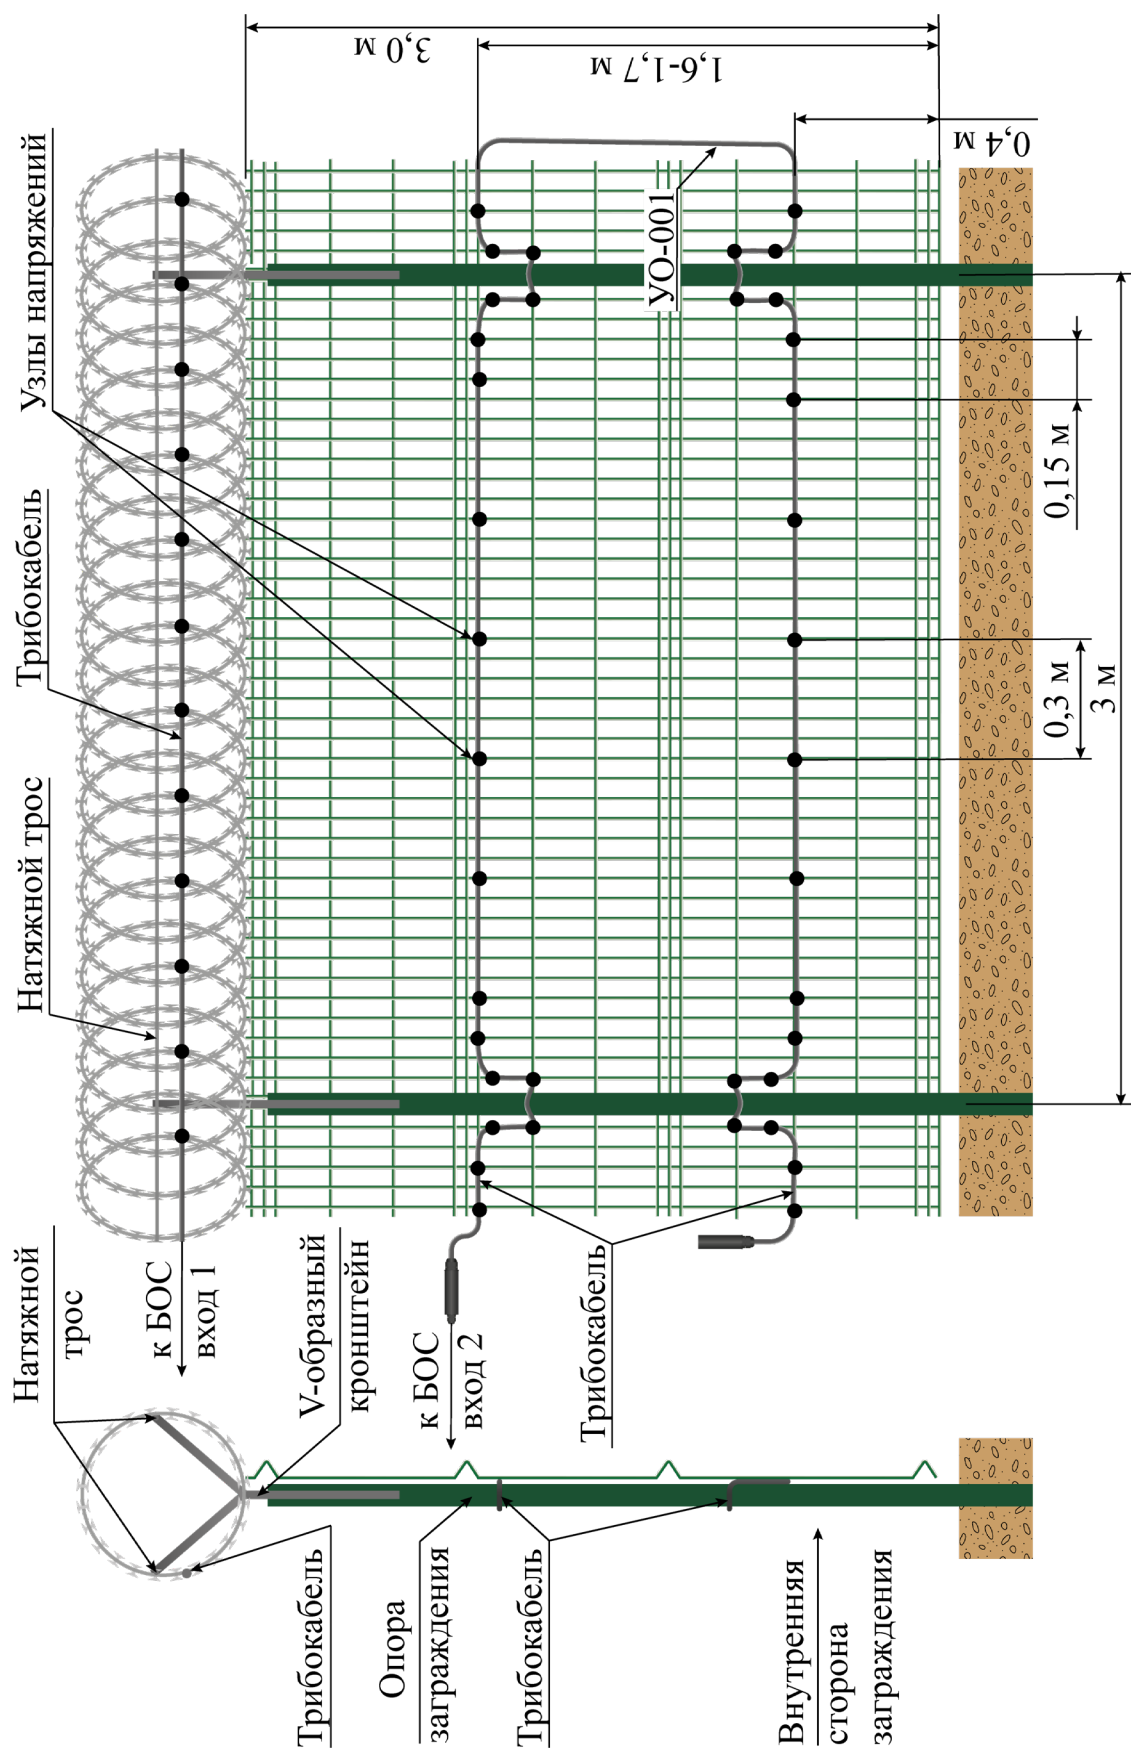 Узлы напряжений
Трибокабель
Натяжной трос
Натяжной
трос
к БОС
вход 1
V-образный
кронштейн
к БОС
вход 2
Трибокабель
Трибокабель
Опора
заграждения
Трибокабель
Внутренняя
сторона
заграждения
УО-001
3,0 м
1,6-1,7 м
0,4 м
0,15 м
0,3 м
3 м